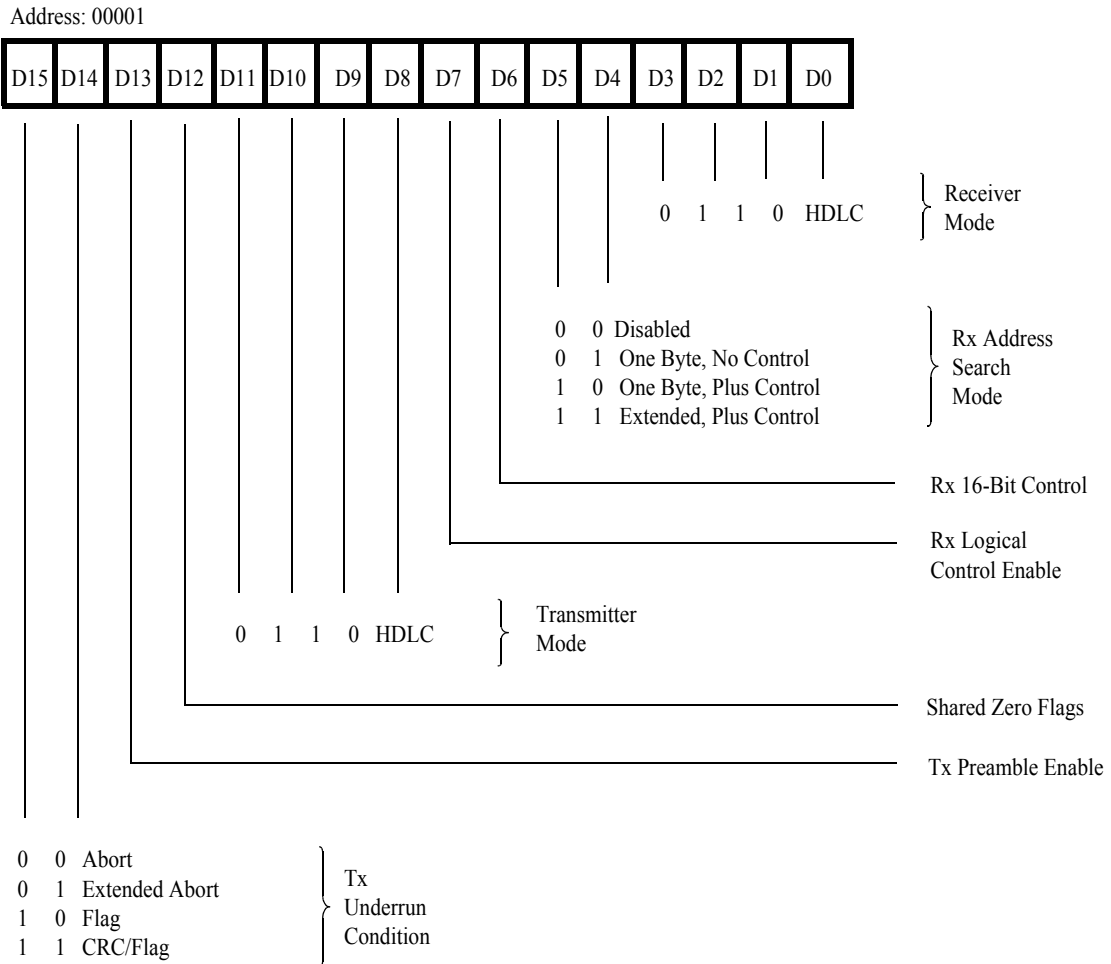 Address: 00001
D15 D14 D13 D12 D11 D10 D9 D8 D7 D6 D5 D4 D3 D2 D1 D0
0 1 1 0 HDLC
Receiver
Mode
0 0 Disabled
0 1 One Byte, No Control
1 0 One Byte, Plus Control
1 1 Extended, Plus Control
Rx Address
Search
Mode
Rx 16-Bit Control
Rx Logical
Control Enable
0 1 1 0 HDLC
Transmitter
Mode
Shared Zero Flags
Tx Preamble Enable
0 0 Abort
0 1 Extended Abort
1 0 Flag
1 1 CRC/Flag
Tx
Underrun
Condition